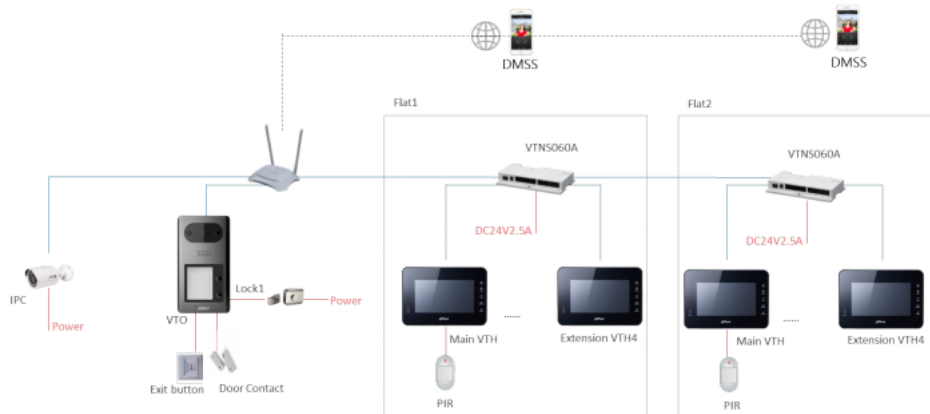 DMSS
DMSS
Flat1
Flat2
VTNS060A
VTNS060A
DC24V2.5A
DC24V2.5A
IPC
Power
Lock1
Power
VTO
Exit button
Door Contact
Main VTH
......
Extension VTH4
PIR
Main VTH
......
Extension VTH4
PIR